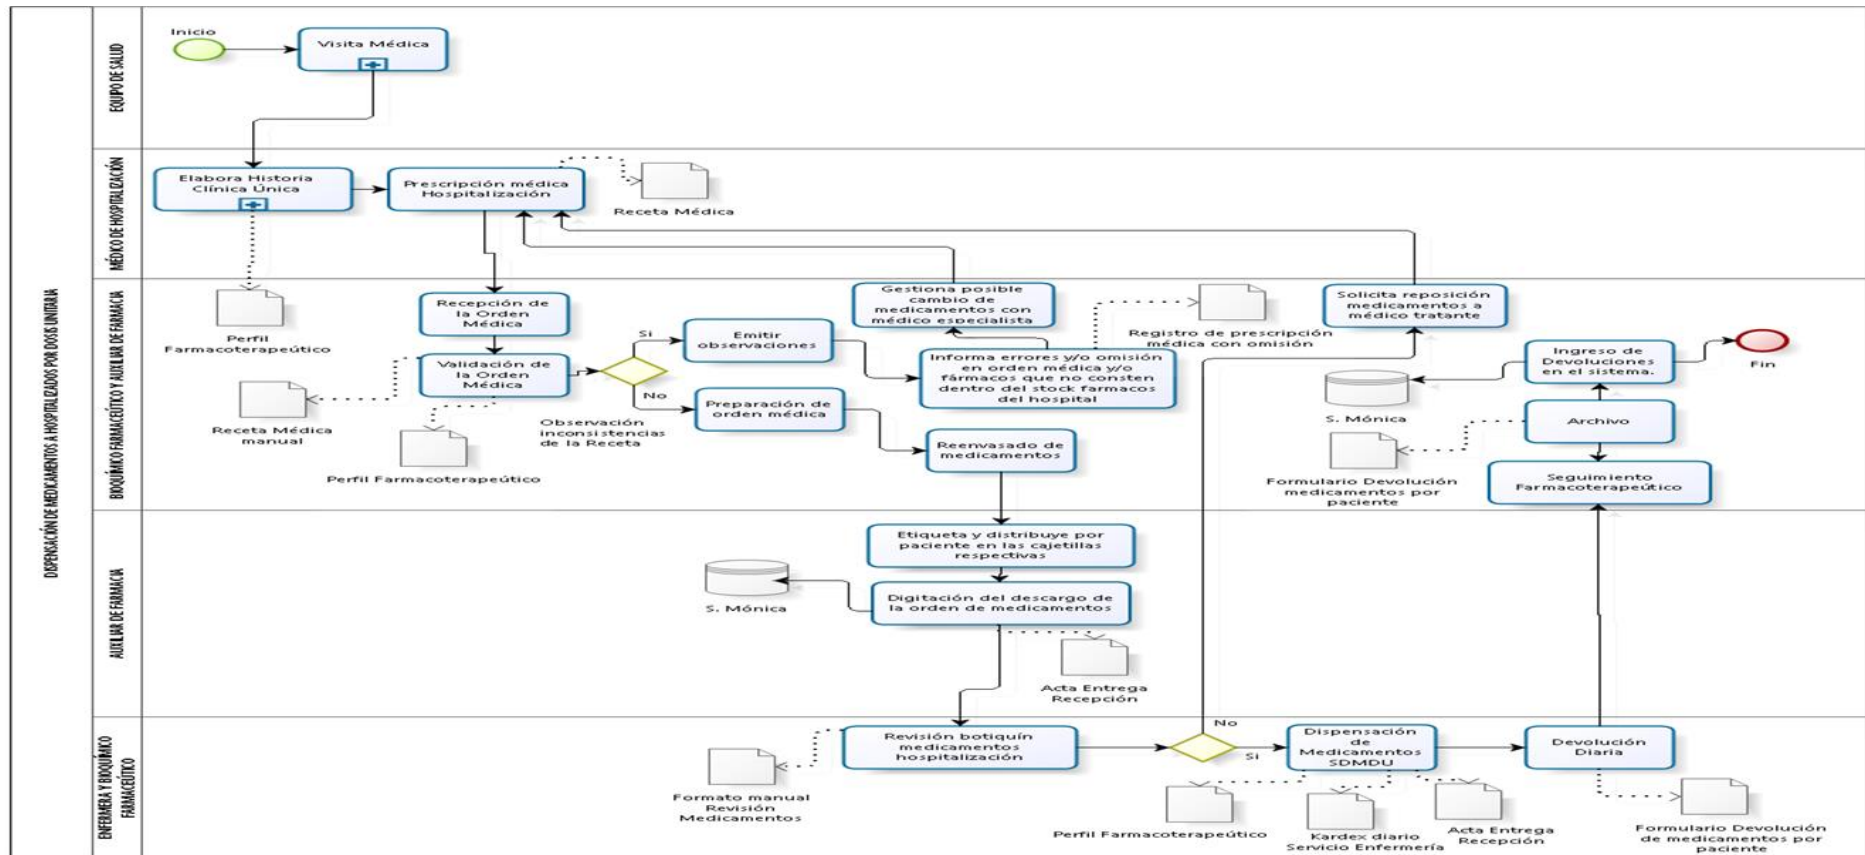 DISPENSACIÓN DE MEDICAMENTOS A HOSPITALIZADOS POR DOSIS UNITARIA
EQUIPO DE SALUD
Inicio
Visita Médica
MÉDICO DE HOSPITALIZACIÓN
Elabora Historia
Clínica Única
Prescripción médica
Hospitalización
Receta Médica
BIOQUÍMICO FARMACEÚTICO Y AUXILIAR DE FARMACIA
Perfil
Farmacoterapeútico
Recepción de
la Orden
Médica
Validación de
la Orden
Médica
Receta Médica
manual
Perfil Farmacoterapeútico
Si
No
Observación
inconsistencias
de la Receta
Emitir
observaciones
Preparación de
orden médica
Gestiona posible
cambio de
medicamentos con
médico especialista
Registro de prescripción
médica con omisión
Informa errores y/o omisión
en orden médica y/o
fármacos que no consten
dentro del stock farmacos
del hospital
Reenvasado de
medicamentos
Solicita reposición
medicamentos a
médico tratante
Ingreso de
Devoluciones
en el sistema.
Fin
S. Mónica
Archivo
Formulario Devolución
medicamentos por
paciente
Seguimiento
Farmacoterapeútico
AUXILIAR DE FARMACIA
Etiqueta y distribuye por
paciente en las cajetillas
respectivas
S. Mónica
Digitación del descargo de
la orden de medicamentos
Acta Entrega
Recepción
ENFERMERA Y BIOQUÍMICO
FARMACEÚTICO
Revisión botiquín
medicamentos
hospitalización
Formato manual
Revisión
Medicamentos
No
Si
Dispensación
de
Medicamentos
SDMDU
Perfil Farmacoterapeútico
Kardex diario
Servicio Enfermería
Acta Entrega
Recepción
Devolución
Diaria
Formulario Devolución
de medicamentos por
paciente